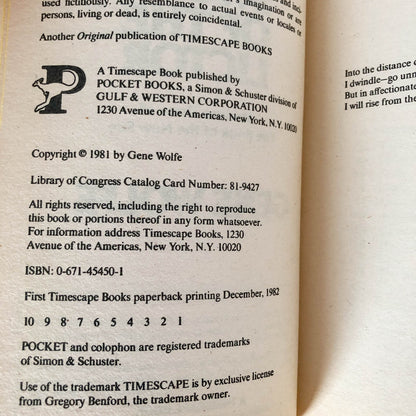 used fictitiously. Any resemblance to actual events or locales or
persons, living or dead, is entirely coincidental.
Another Original publication of TIMESCAPE BOOKS
P
A Timescape Book published by
POCKET BOOKS, a Simon & Schuster division of
GULF & WESTERN CORPORATION
1230 Avenue of the Americas, New York, N.Y. 10020
Copyright © 1981 by Gene Wolfe
Library of Congress Catalog Card Number: 81-9427
All rights reserved, including the right to reproduce
this book or portions thereof in any form whatsoever.
For information address Timescape Books, 1230
Avenue of the Americas, New York, N.Y. 10020
ISBN: 0-671-45450-1
First Timescape Books paperback printing December, 1982
10 9 8 7 6 5 4 3 2 1
POCKET and colophon are registered trademarks
of Simon & Schuster.
Use of the trademark TIMESCAPE is by exclusive license
from Gregory Benford, the trademark owner.
Into the distance
I dwindle—go
But in affectionate
I will rise from the